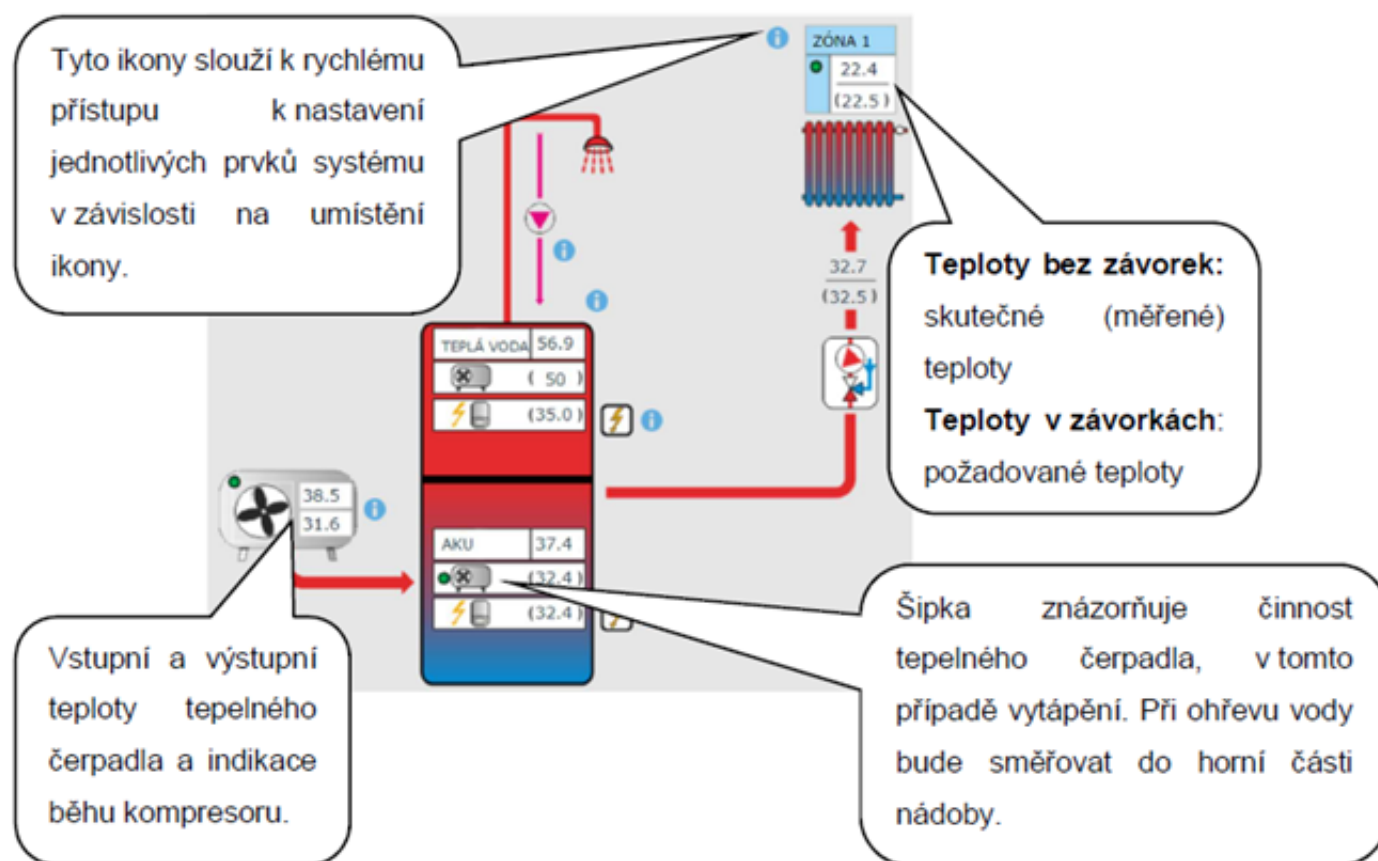 Tyto ikony slouží k rychlému
přístupu k nastavení
jednotlivých prvků systému
v závislosti na umístění
ikony.
ZÓNA 1
22.4
(22.5)
Teploty bez závorek:
skutečné (měřené)
teploty
Teploty v závorkách:
požadované teploty
32.7
(32.5)
TEPLÁ VODA 56.9
( 50 )
(35.0)
38.5
31.6
AKU 37.4
(32.4)
(32.4)
Vstupní a výstupní
teploty tepelného
čerpadla a indikace
běhu kompresoru.
Šipka znázorňuje činnost
tepelného čerpadla, v tomto
případě vytápění. Při ohřevu vody
bude směřovat do horní části
nádoby.